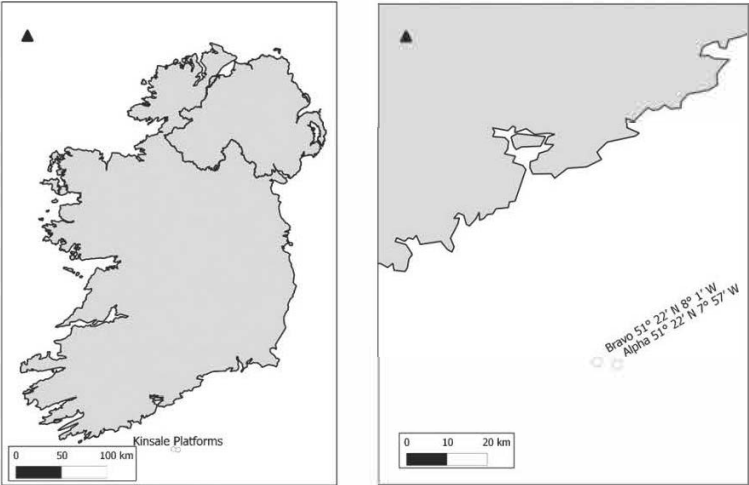 Kinsale Platforms
0 50 100 km
Bravo 51° 22' N 8° 1' W
Alpha 51° 22' N 7° 57' W
0 10 20 km